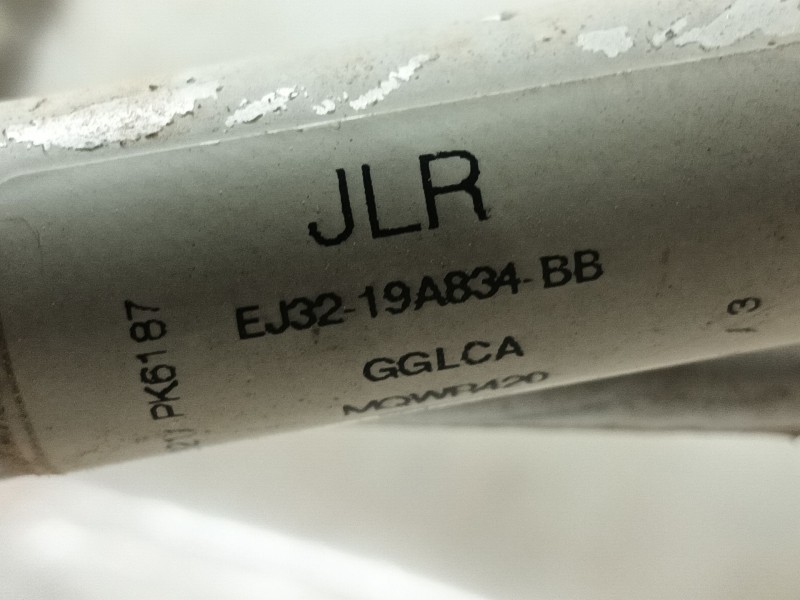 JLR
EJ32-19A834-BB
GGLCA
PK6187